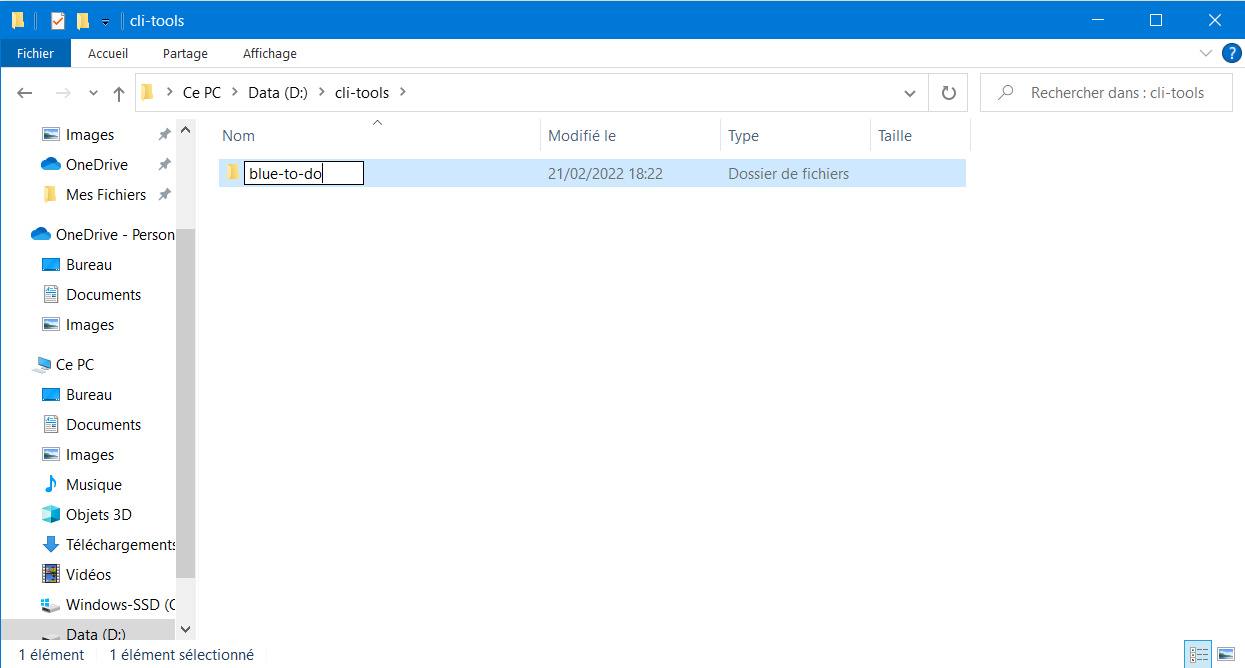 cli-tools
Fichier Accueil Partage Affichage ?
Ce PC Data (D:) cli-tools Rechercher dans : cli-tools
Nom Modifié le Type Taille
blue-to-do 21/02/2022 18:22 Dossier de fichiers
Images
OneDrive
Mes Fichiers
OneDrive - Person
Bureau
Documents
Images
Ce PC
Bureau
Documents
Images
Musique
Objets 3D
Téléchargements
Vidéos
Windows-SSD (C
Data (D:)
1 élément 1 élément sélectionné